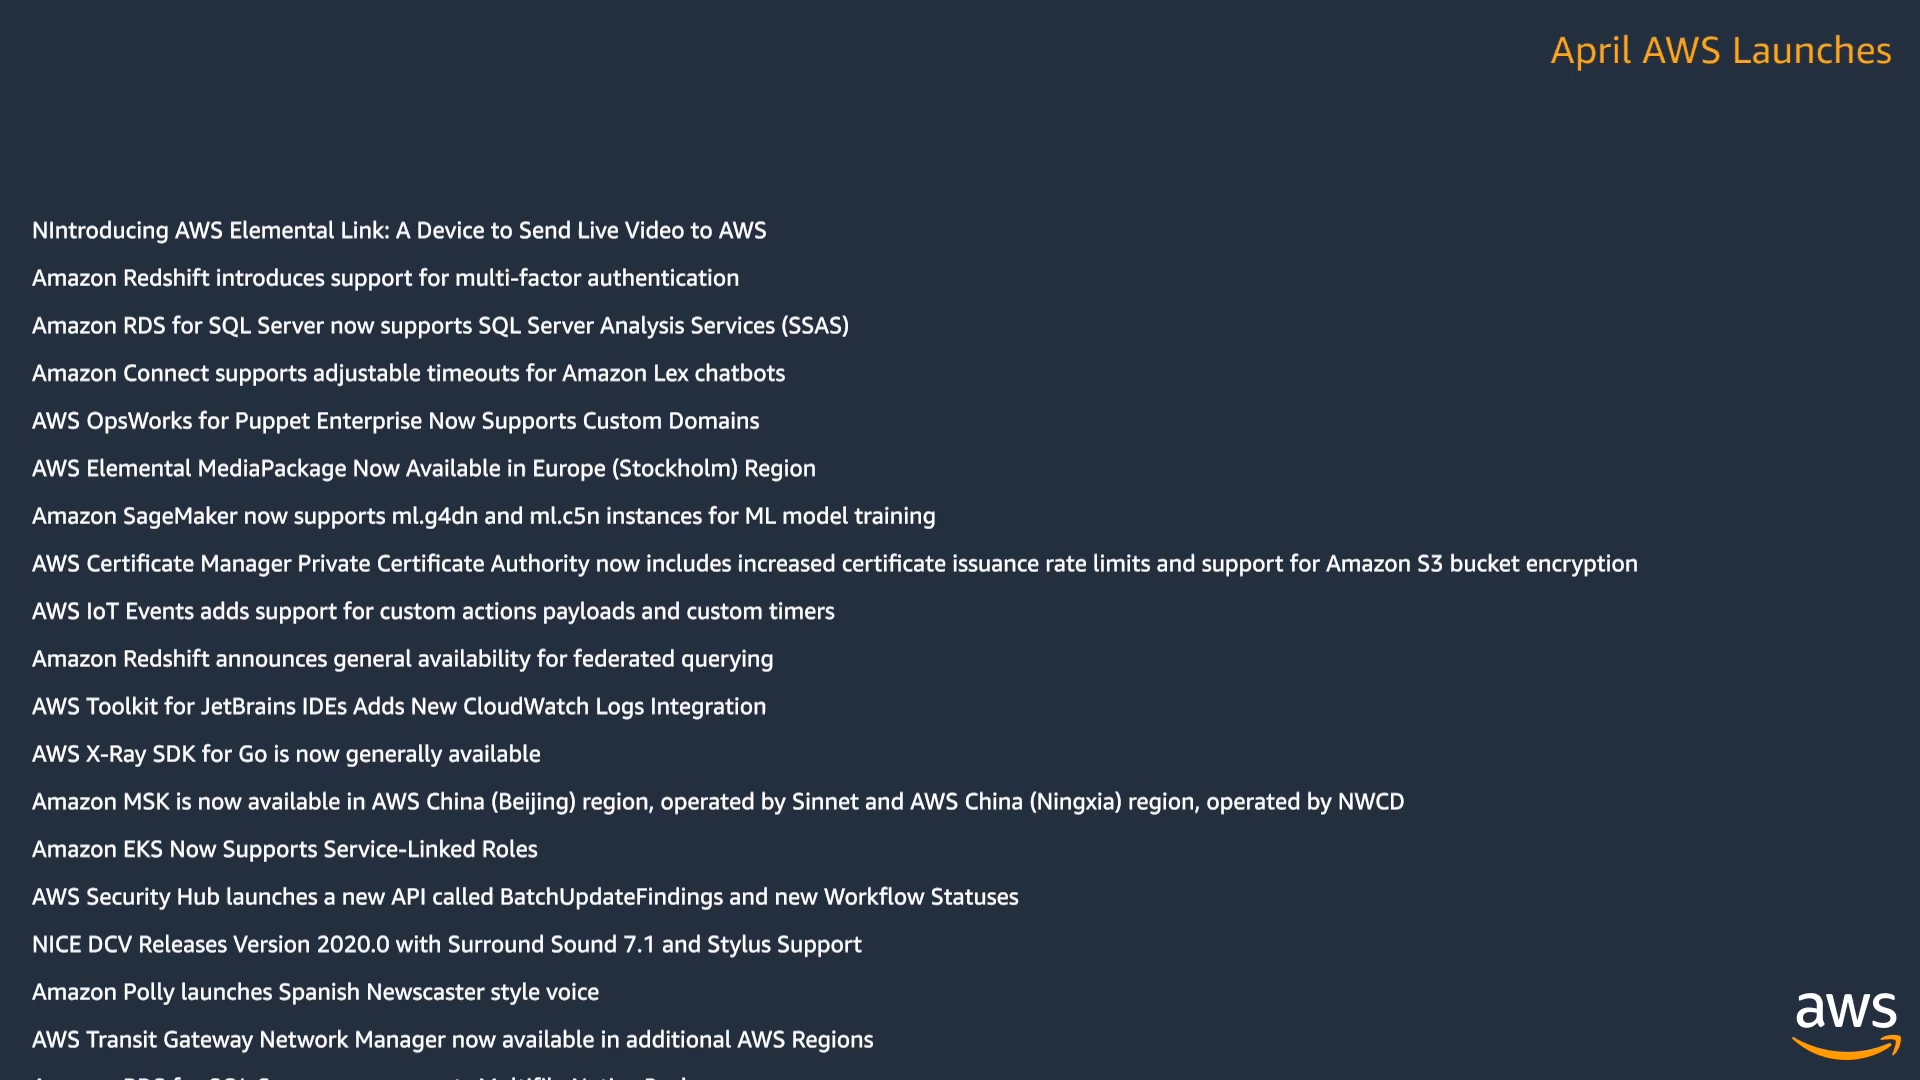 April AWS Launches
NIntroducing AWS Elemental Link: A Device to Send Live Video to AWS
Amazon Redshift introduces support for multi-factor authentication
Amazon RDS for SQL Server now supports SQL Server Analysis Services (SSAS)
Amazon Connect supports adjustable timeouts for Amazon Lex chatbots
AWS OpsWorks for Puppet Enterprise Now Supports Custom Domains
AWS Elemental MediaPackage Now Available in Europe (Stockholm) Region
Amazon SageMaker now supports ml.g4dn and ml.c5n instances for ML model training
AWS Certificate Manager Private Certificate Authority now includes increased certificate issuance rate limits and support for Amazon S3 bucket encryption
AWS IoT Events adds support for custom actions payloads and custom timers
Amazon Redshift announces general availability for federated querying
AWS Toolkit for JetBrains IDEs Adds New CloudWatch Logs Integration
AWS X-Ray SDK for Go is now generally available
Amazon MSK is now available in AWS China (Beijing) region, operated by Sinnet and AWS China (Ningxia) region, operated by NWCD
Amazon EKS Now Supports Service-Linked Roles
AWS Security Hub launches a new API called BatchUpdateFindings and new Workflow Statuses
NICE DCV Releases Version 2020.0 with Surround Sound 7.1 and Stylus Support
Amazon Polly launches Spanish Newscaster style voice
AWS Transit Gateway Network Manager now available in additional AWS Regions
aws